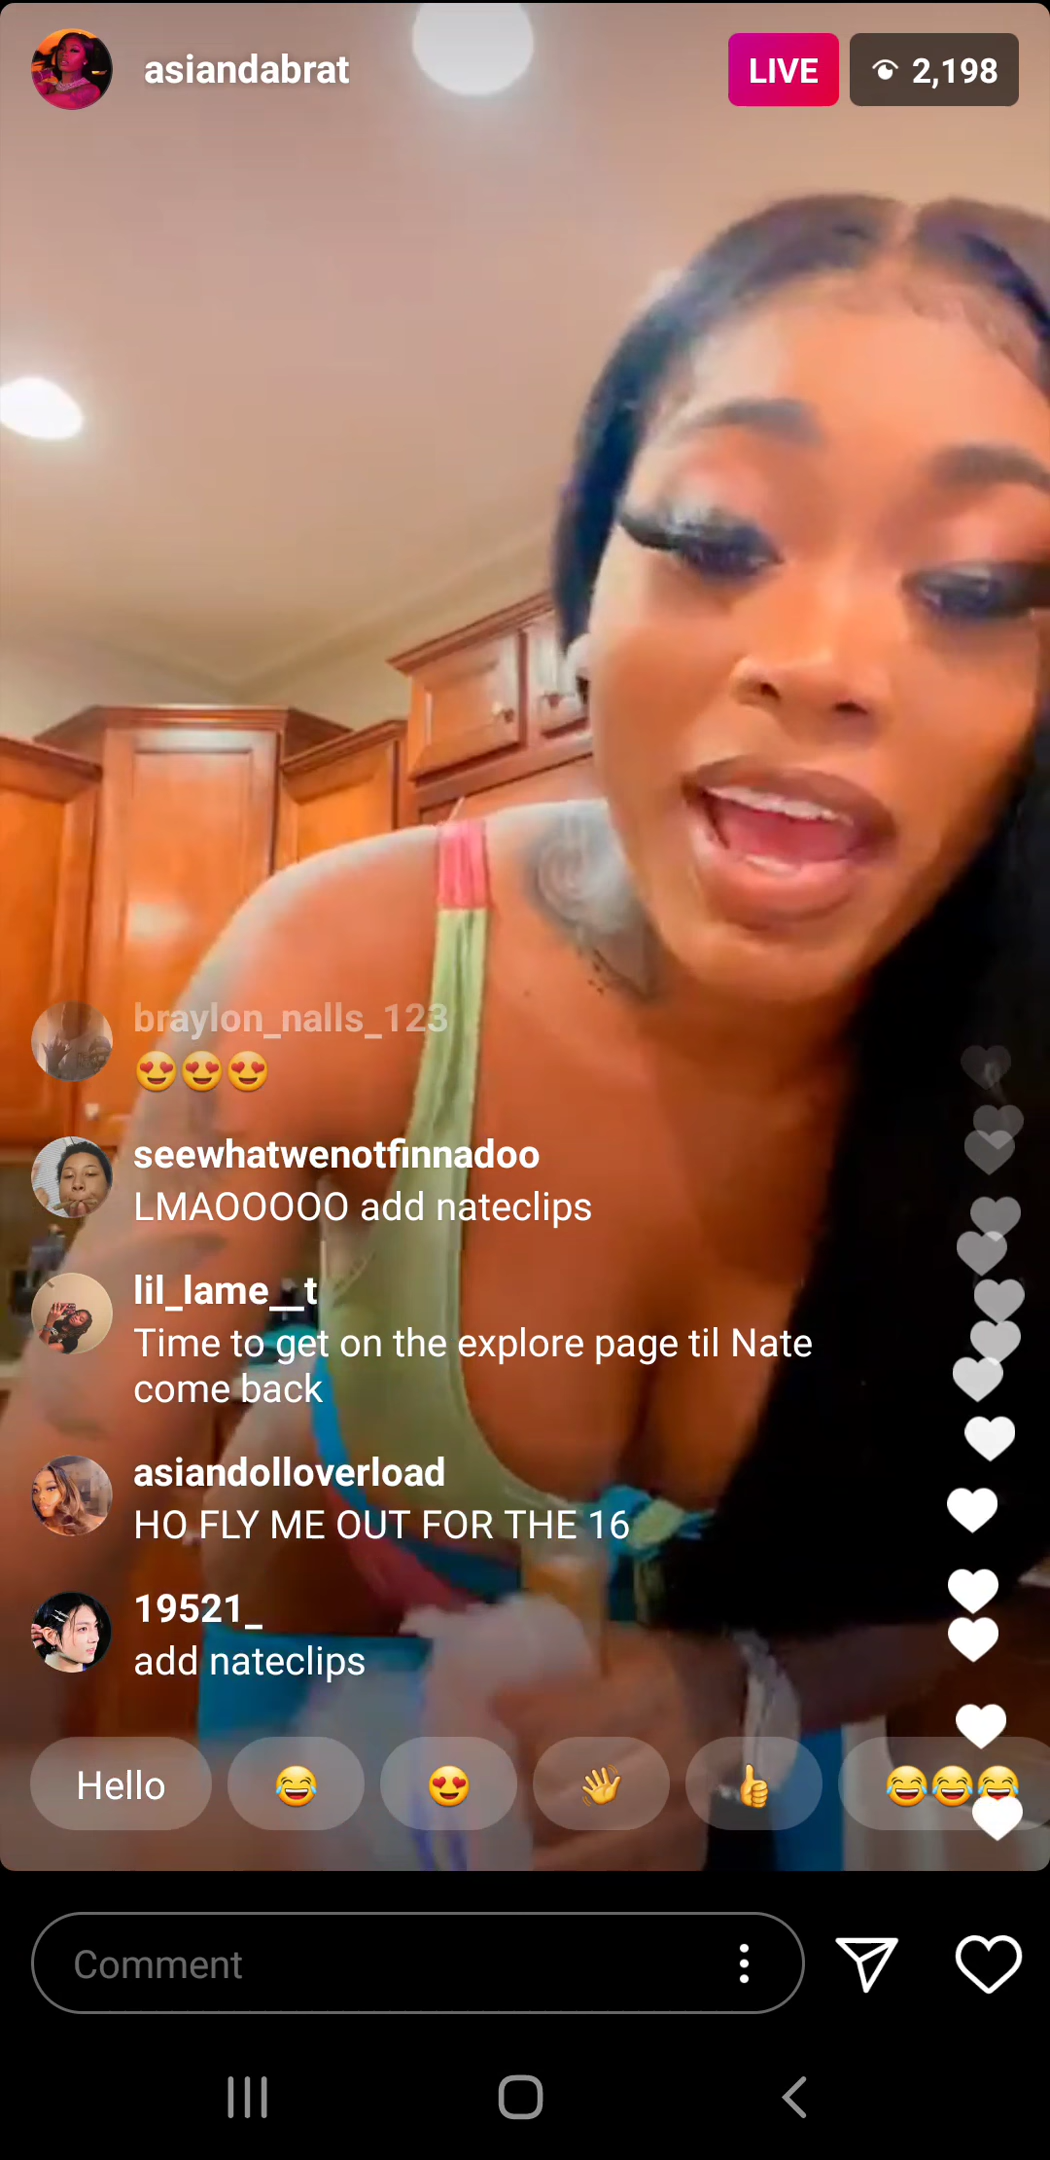 asiandabrat
LIVE
2,198
braylon_nalls_123
😍😍😍
seewhatwenotfinnadoo
LMAOOOOO add nateclips
lil_lame__t
Time to get on the explore page til Nate
come back
asiandolloverload
HO FLY ME OUT FOR THE 16
19521_
add nateclips
Hello 😂 😍 👋 👍 😂😂😂
Comment